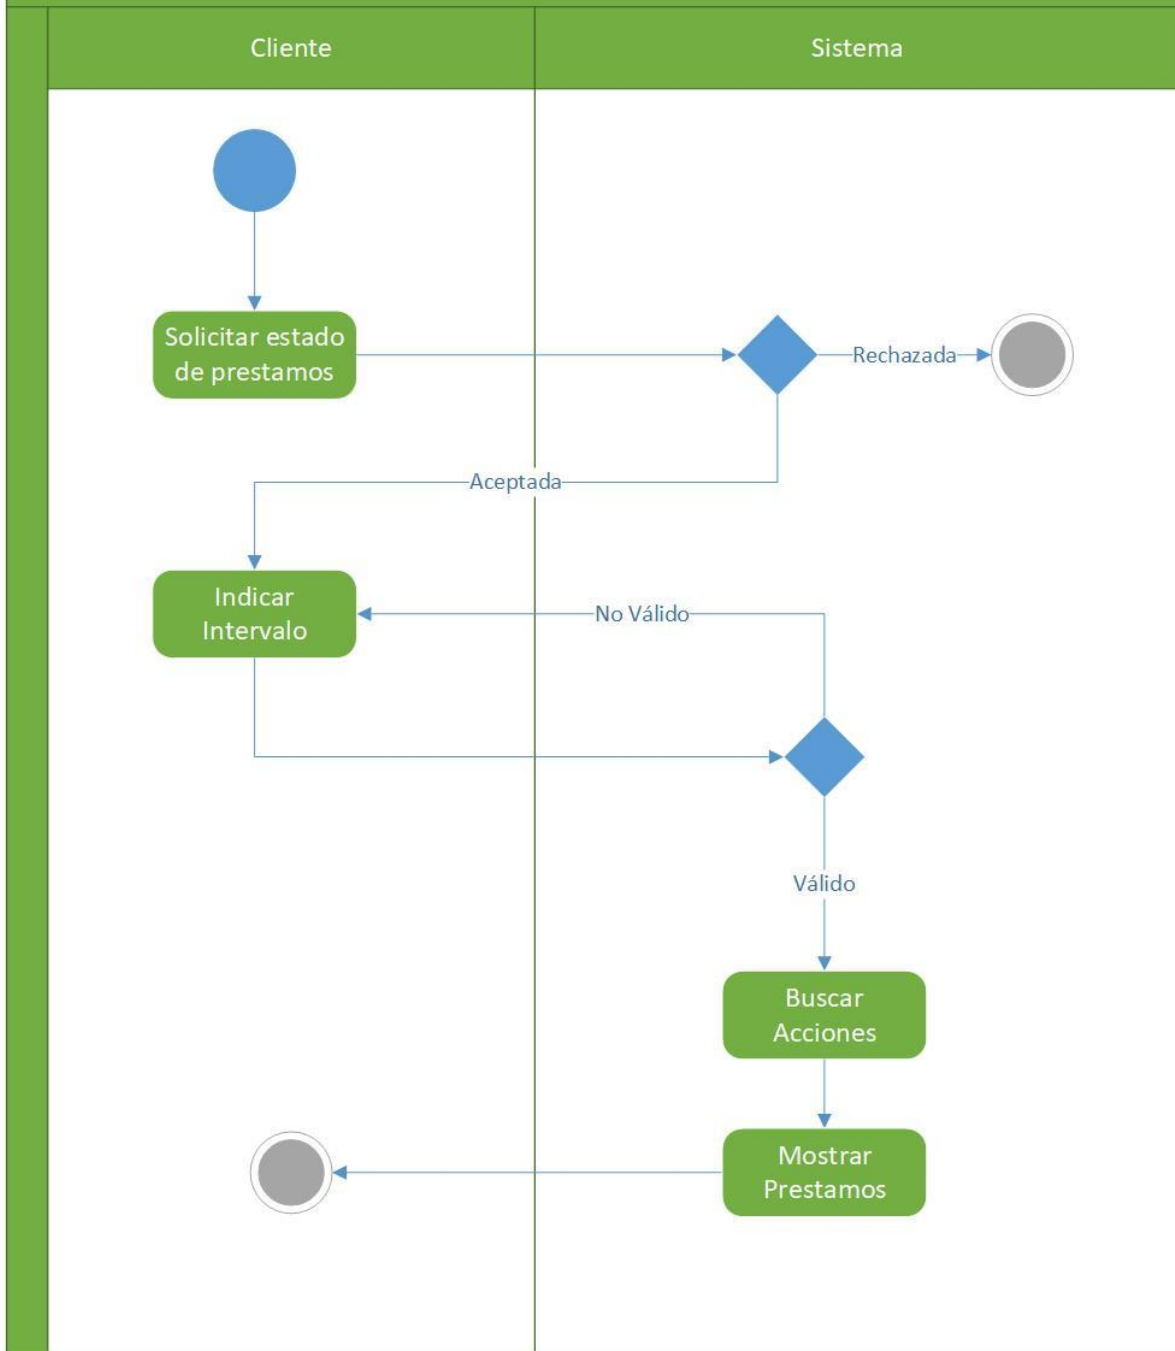 Cliente
Sistema
Solicitar estado
de prestamos
Rechazada
Aceptada
Indicar
Intervalo
No Válido
Válido
Buscar
Acciones
Mostrar
Prestamos